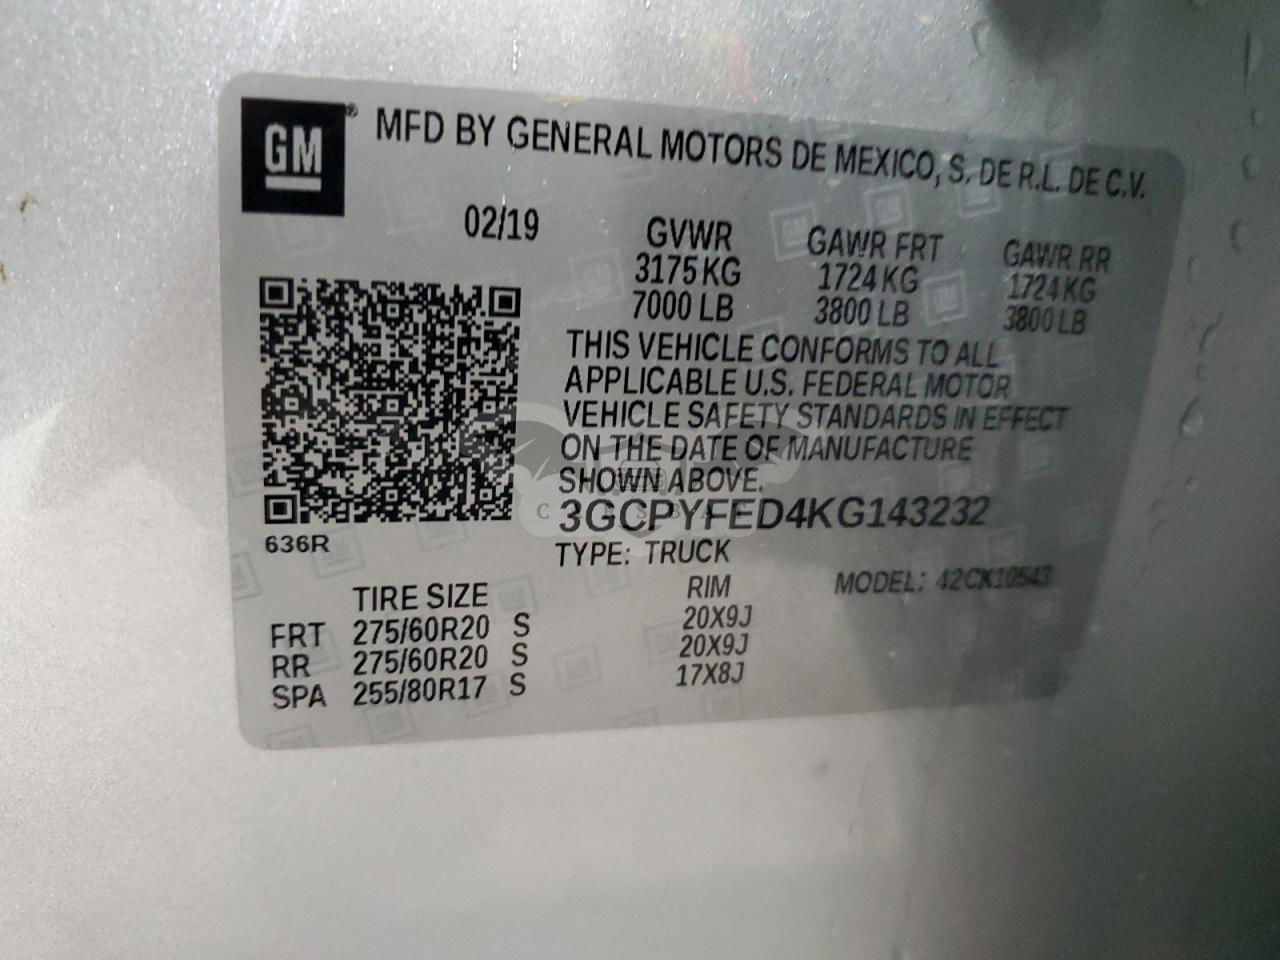 GM ® MFD BY GENERAL MOTORS DE MEXICO, S. DE R.L. DE C.V.
02/19
GVWR GAWR FRT GAWR RR
3175 KG 1724 KG 1724 KG
7000 LB 3800 LB 3800 LB
THIS VEHICLE CONFORMS TO ALL
APPLICABLE U.S. FEDERAL MOTOR
VEHICLE SAFETY STANDARDS IN EFFECT
ON THE DATE OF MANUFACTURE
SHOWN ABOVE.
3GCPYFED4KG143232
636R
TYPE: TRUCK
MODEL: 42CK10543
TIRE SIZE RIM
FRT 275/60R20 S 20X9J
RR 275/60R20 S 20X9J
SPA 255/80R17 S 17X8J